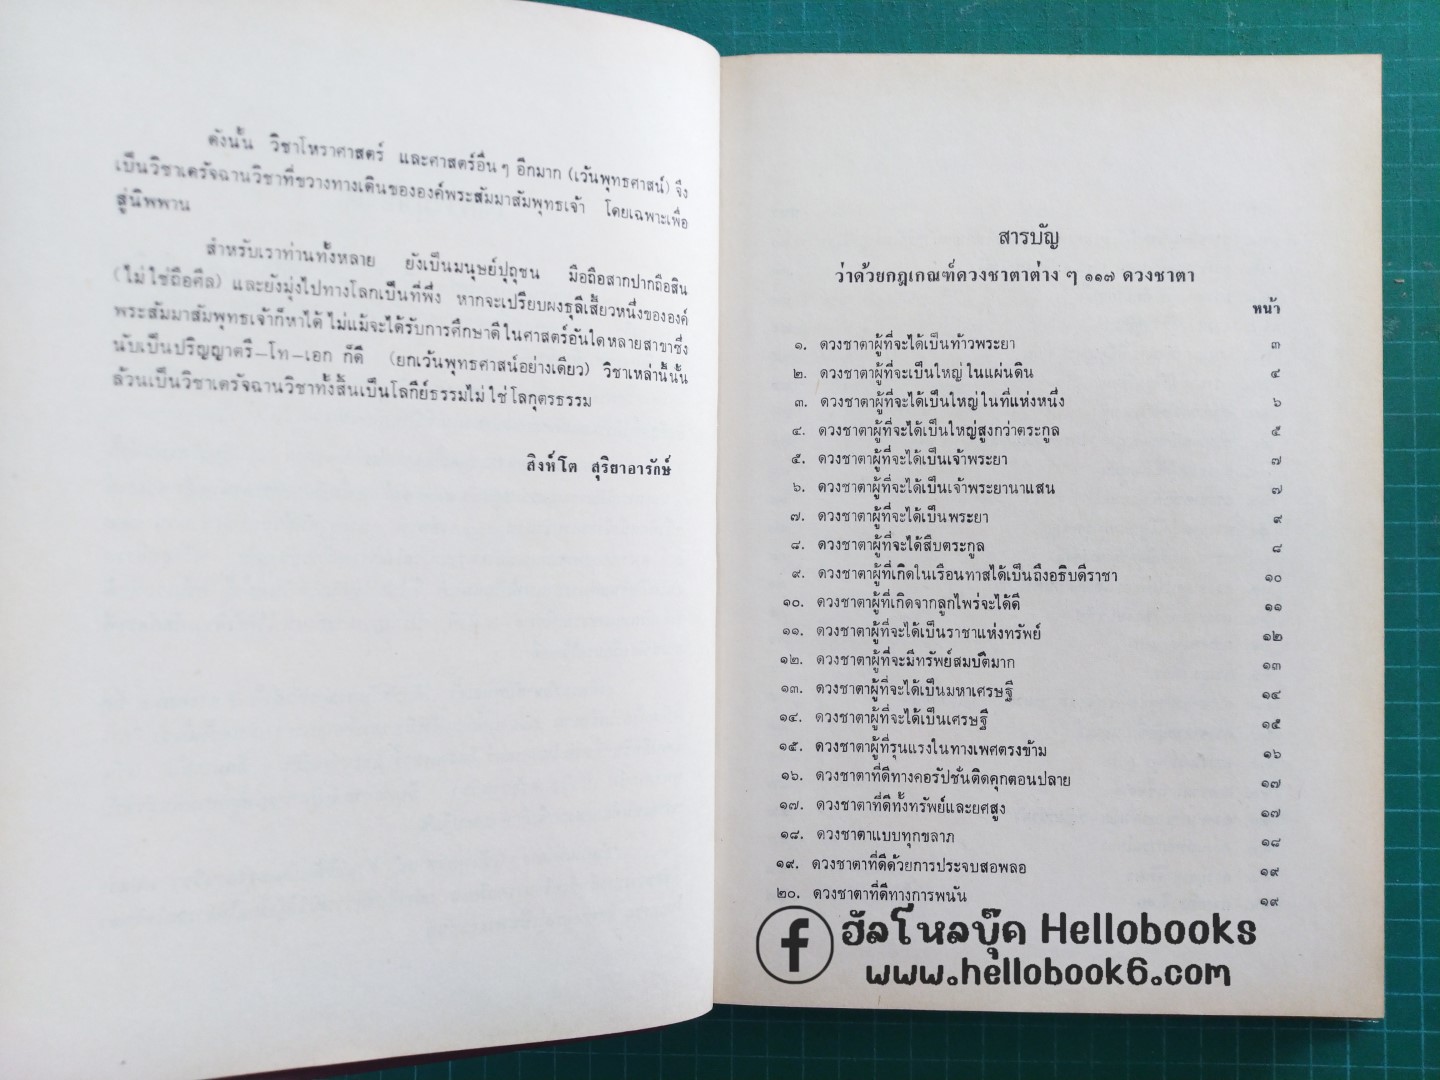 ดังนั้น วิชาโหราศาสตร์ และศาสตร์อื่น ๆ อีกมาก (เว้นพุทธศาสน์) จึง
เป็นวิชาเดรัจฉานวิชาที่ขวางทางเดินขององค์พระสัมมาสัมพุทธเจ้า โดยเฉพาะเพื่อ
สู่นิพพาน
สำหรับเราท่านทั้งหลาย ยังเป็นมนุษย์ปุถุชน มือถือสากปากถือสิน
(ไม่ใช่ถือศีล) และยังมุ่งไปทางโลกเป็นที่พึ่ง หากจะเปรียบผงธุลีเสี้ยวหนึ่งขององค์
พระสัมมาสัมพุทธเจ้าก็หาได้ ไม่แม้จะได้รับการศึกษาดีในศาสตร์อันใดหลายสาขาซึ่ง
นับเป็นปริญญาตรี–โท–เอก ก็ดี (ยกเว้นพุทธศาสน์อย่างเดียว) วิชาเหล่านี้นั้น
ล้วนเป็นวิชาเดรัจฉานวิชาทั้งสิ้นเป็นโลกีย์ธรรมไม่ใช่โลกุตรธรรม
สิงห์โต สุริยาอารักษ์
สารบัญ
ว่าด้วยกฎเกณฑ์ดวงชาตาต่าง ๆ ๑๑๗ ดวงชาตา
หน้า
๑. ดวงชาตาผู้ที่จะได้เป็นท้าวพระยา ๓
๒. ดวงชาตาผู้ที่จะเป็นใหญ่ในแผ่นดิน ๔
๓. ดวงชาตาผู้ที่จะได้เป็นใหญ่ในที่แห่งหนึ่ง ๖
๔. ดวงชาตาผู้ที่จะได้เป็นใหญ่สูงกว่าตระกูล ๕
๕. ดวงชาตาผู้ที่จะได้เป็นเจ้าพระยา ๗
๖. ดวงชาตาผู้ที่จะได้เป็นเจ้าพระยานาแสน ๗
๗. ดวงชาตาผู้ที่จะได้เป็นพระยา ๙
๘. ดวงชาตาผู้ที่จะได้สืบตระกูล ๘
๙. ดวงชาตาผู้ที่เกิดในเรือนทาสได้เป็นถึงอธิบดีราชา ๑๐
๑๐. ดวงชาตาผู้ที่เกิดจากลูกไพร่จะได้ดี ๑๑
๑๑. ดวงชาตาผู้ที่จะได้เป็นราชาแห่งทรัพย์ ๑๒
๑๒. ดวงชาตาผู้ที่จะมีทรัพย์สมบัติมาก ๑๓
๑๓. ดวงชาตาผู้ที่จะได้เป็นมหาเศรษฐี ๑๔
๑๔. ดวงชาตาผู้ที่จะได้เป็นเศรษฐี ๑๕
๑๕. ดวงชาตาผู้ที่รุนแรงในทางเพศตรงข้าม ๑๖
๑๖. ดวงชาตาที่ดีทางคอรัปชั่นติดคุกตอนปลาย ๑๗
๑๗. ดวงชาตาที่ดีทั้งทรัพย์และยศสูง ๑๗
๑๘. ดวงชาตาแบบทุกขลาภ ๑๘
๑๙. ดวงชาตาที่ดีด้วยการประจบสอพลอ ๑๙
๒๐. ดวงชาตาที่ดีทางการพนัน ๑๙
f ฮัลโหลบุ๊ค Hellobooks
www.hellobook6.com